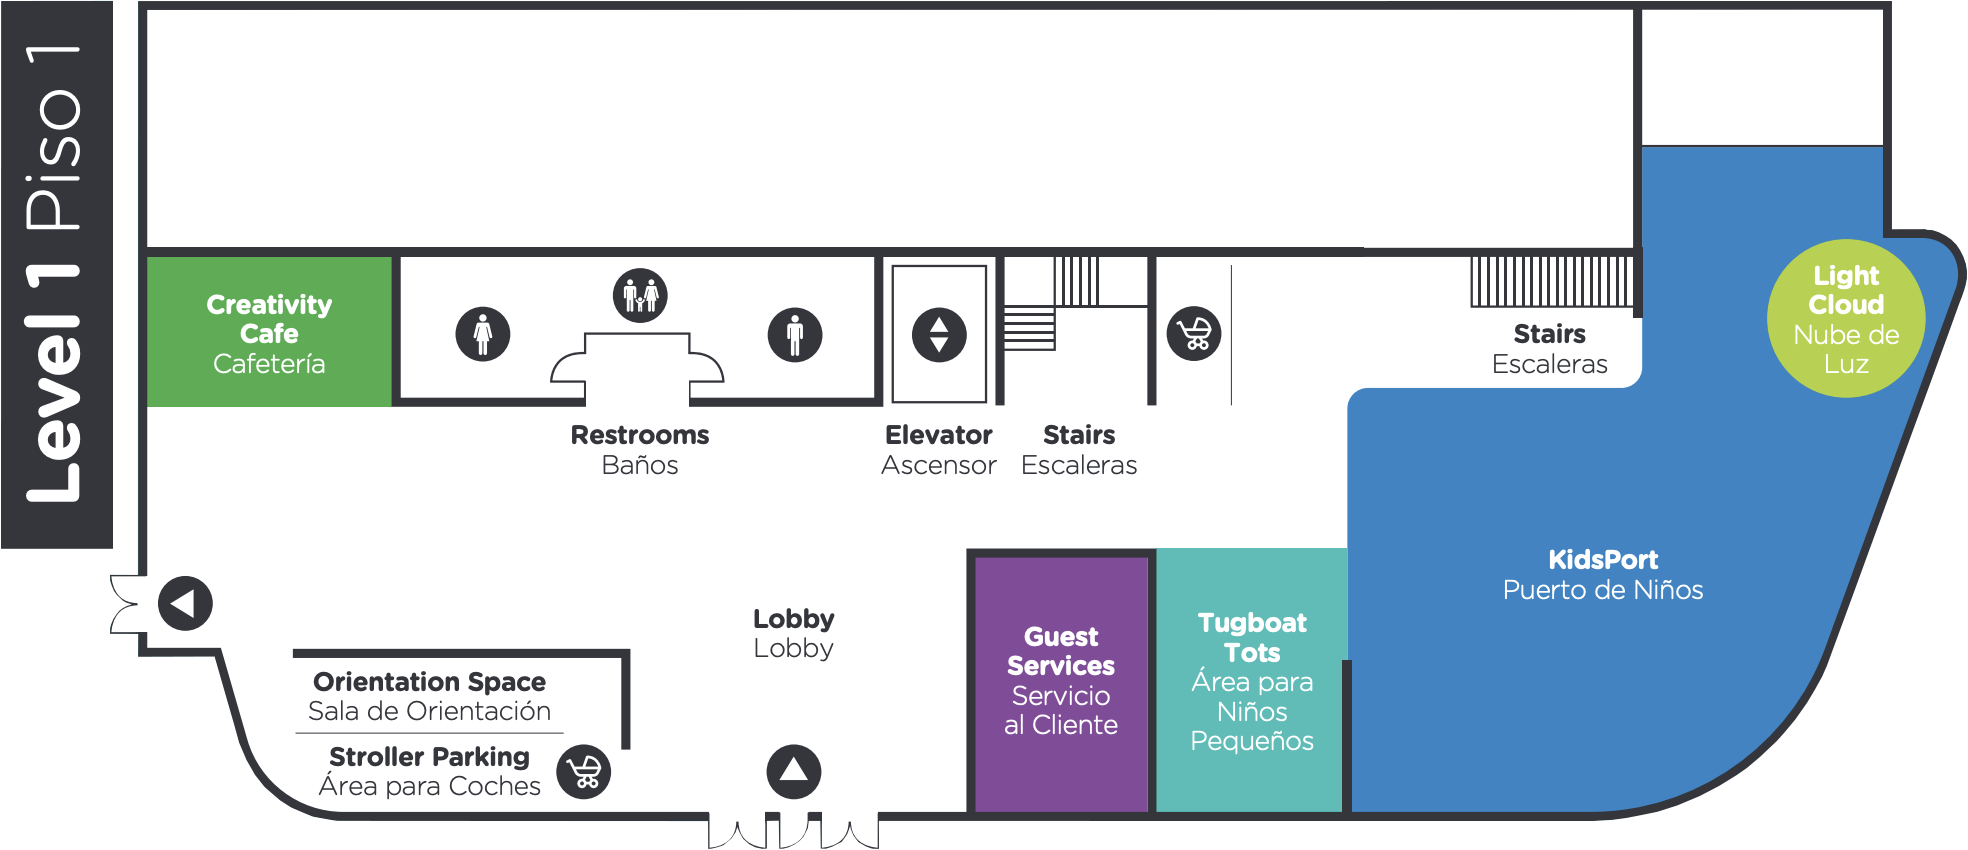 Level 1 Piso 1
Creativity
Cafe
Cafetería
Restrooms
Baños
Elevator
Ascensor
Stairs
Escaleras
Stairs
Escaleras
Light
Cloud
Nube de
Luz
KidsPort
Puerto de Niños
Lobby
Lobby
Guest
Services
Servicio
al Cliente
Tugboat
Tots
Área para
Niños
Pequeños
Orientation Space
Sala de Orientación
Stroller Parking
Área para Coches